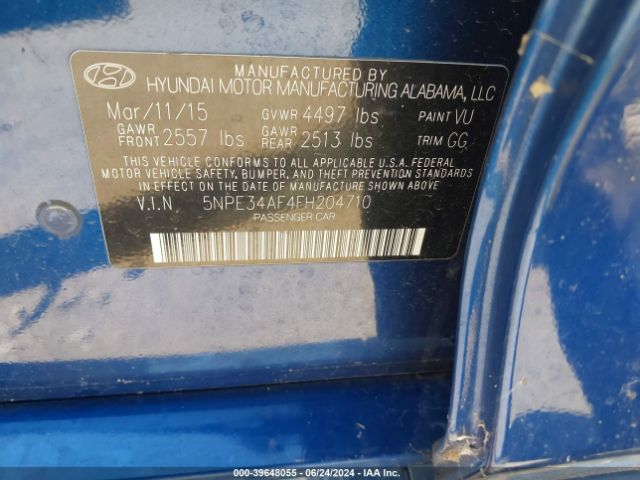 MANUFACTURED BY
HYUNDAI MOTOR MANUFACTURING ALABAMA, LLC
Mar/11/15 GVWR 4497 lbs PAINT VU
GAWR FRONT 2557 lbs GAWR REAR 2513 lbs TRIM GG
THIS VEHICLE CONFORMS TO ALL APPLICABLE U.S.A. FEDERAL
MOTOR VEHICLE SAFETY, BUMPER, AND THEFT PREVENTION
STANDARDS IN EFFECT ON THE DATE OF MANUFACTURE SHOWN ABOVE.
V.I.N 5NPE34AF4FH204710
PASSENGER CAR
000-39648055 - 06/24/2024 - IAA Inc.